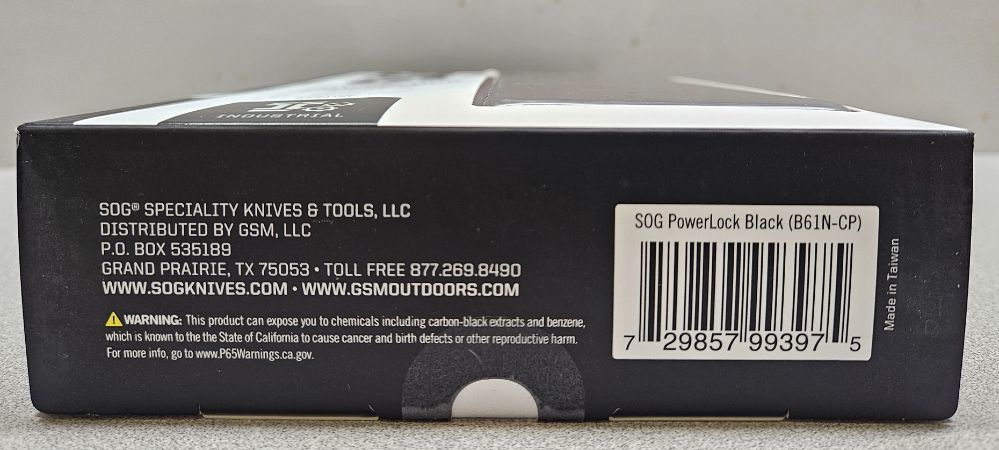 INDUSTRIAL
SOG® SPECIALITY KNIVES & TOOLS, LLC
DISTRIBUTED BY GSM, LLC
P.O. BOX 535189
GRAND PRAIRIE, TX 75053 • TOLL FREE 877.269.8490
WWW.SOGKNIVES.COM • WWW.GSMOUTDOORS.COM
WARNING: This product can expose you to chemicals including carbon-black extracts and benzene,
which is known to the the State of California to cause cancer and birth defects or other reproductive harm.
For more info, go to www.P65Warnings.ca.gov.
SOG PowerLock Black (B61N-CP)
7 29857 99397 5
Made in Taiwan